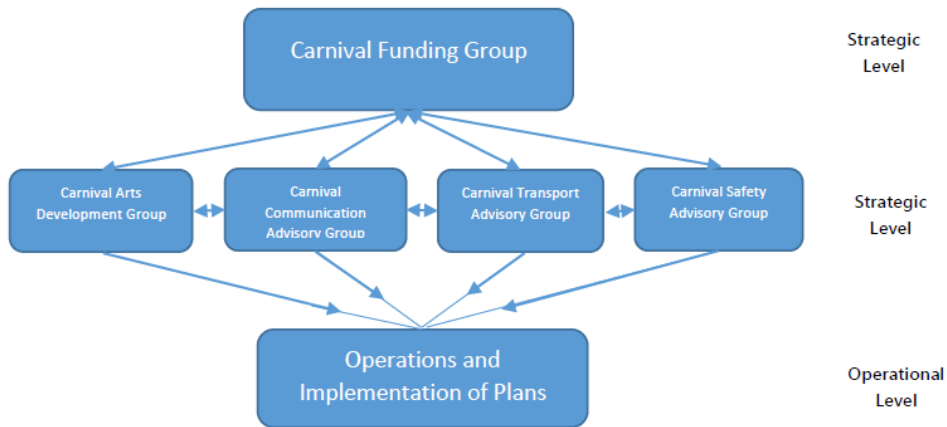 Carnival Funding Group
Strategic
Level
Carnival Arts
Development Group
Carnival
Communication
Advisory Group
Carnival Transport
Advisory Group
Carnival Safety
Advisory Group
Strategic
Level
Operations and
Implementation of Plans
Operational
Level